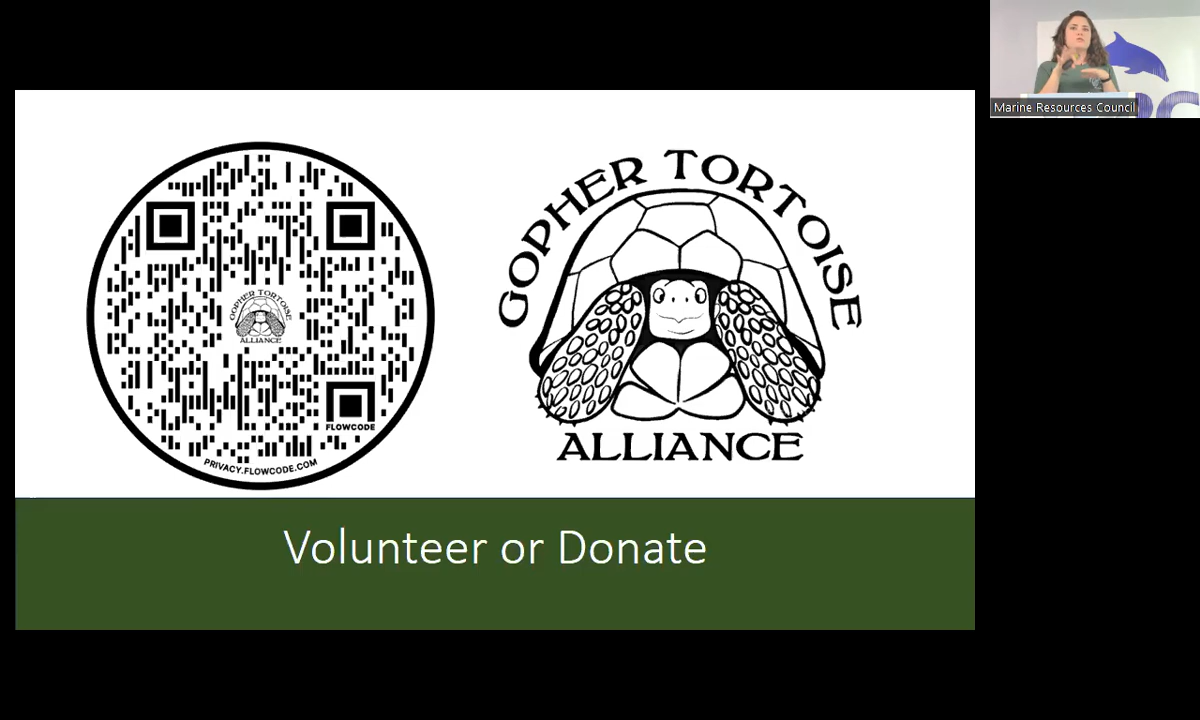 GOPHER TORTOISE
ALLIANCE
FLOWCODE
PRIVACY.FLOWCODE.COM
GOPHER TORTOISE
ALLIANCE
Volunteer or Donate
Marine Resources Council